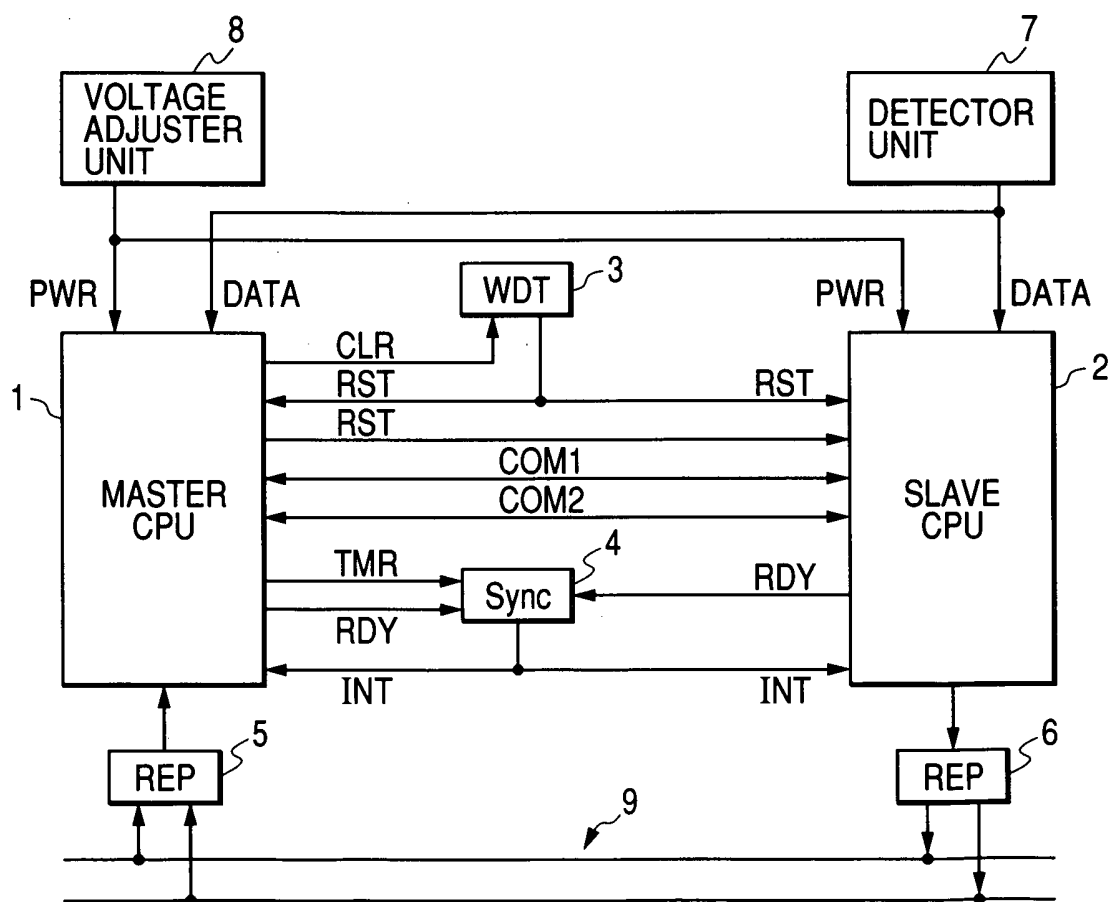 8
7
VOLTAGE
ADJUSTER
UNIT
DETECTOR
UNIT
PWR
DATA
WDT
3
PWR
DATA
CLR
1
2
RST
RST
RST
COM1
COM2
MASTER
CPU
SLAVE
CPU
TMR
4
Sync
RDY
RDY
INT
INT
5
6
REP
REP
9